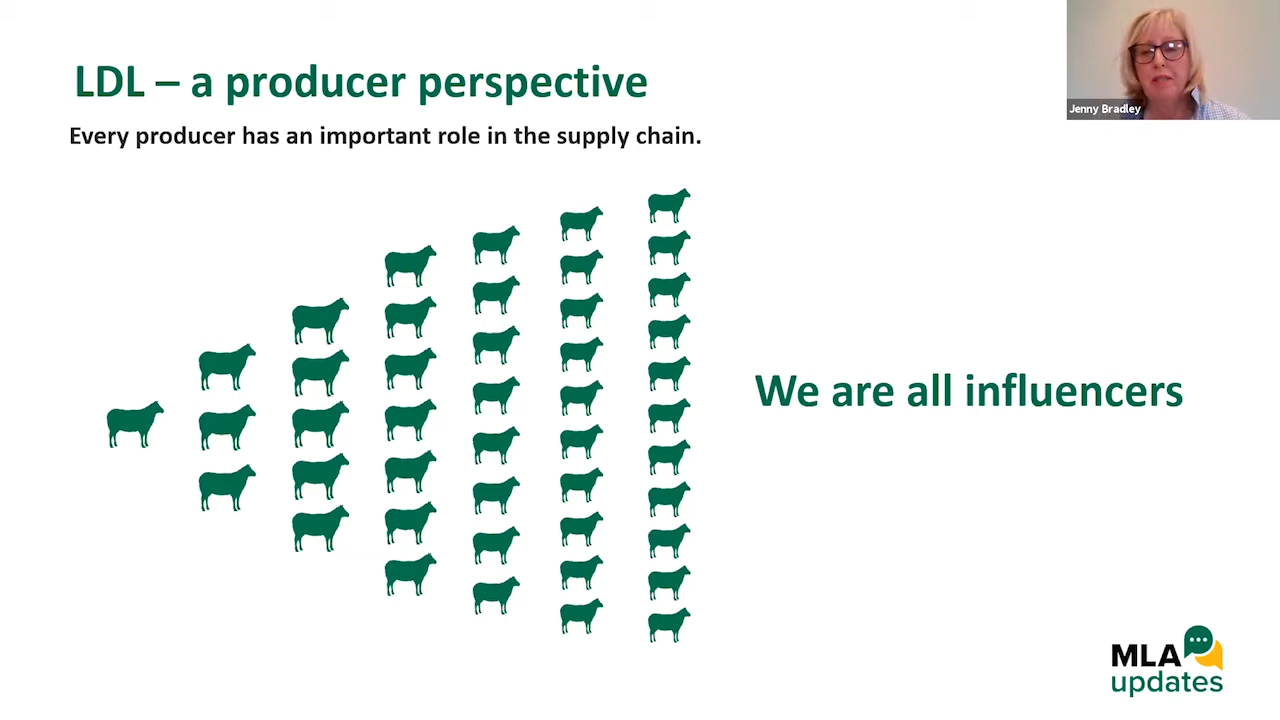 LDL – a producer perspective
Every producer has an important role in the supply chain.
Jenny Bradley
We are all influencers
MLA
updates